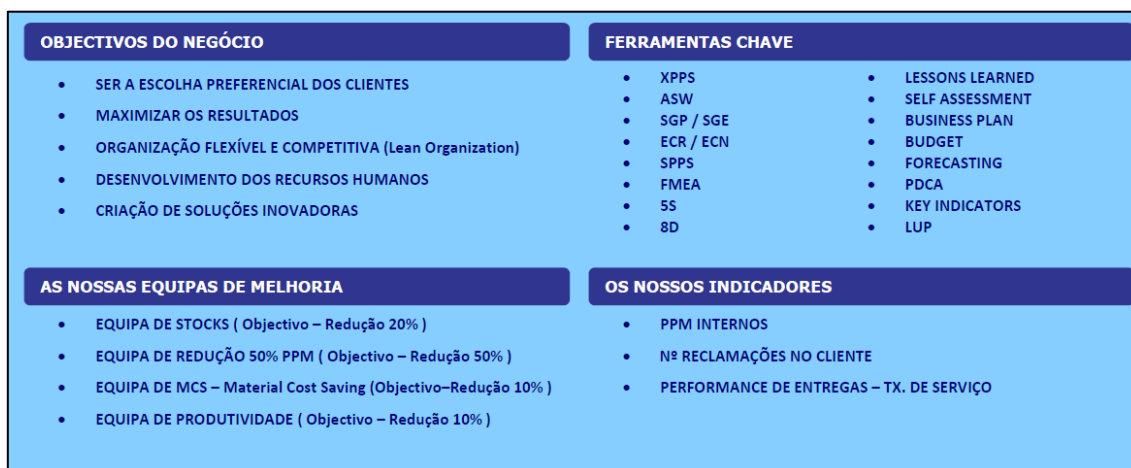 OBJECTIVOS DO NEGÓCIO
• SER A ESCOLHA PREFERENCIAL DOS CLIENTES
• MAXIMIZAR OS RESULTADOS
• ORGANIZAÇÃO FLEXÍVEL E COMPETITIVA (Lean Organization)
• DESENVOLVIMENTO DOS RECURSOS HUMANOS
• CRIAÇÃO DE SOLUÇÕES INOVADORAS
FERRAMENTAS CHAVE
• XPPS
• ASW
• SGP / SGE
• ECR / ECN
• SPPS
• FMEA
• 5S
• 8D
• LESSONS LEARNED
• SELF ASSESSMENT
• BUSINESS PLAN
• BUDGET
• FORECASTING
• PDCA
• KEY INDICATORS
• LUP
AS NOSSAS EQUIPAS DE MELHORIA
• EQUIPA DE STOCKS ( Objectivo – Redução 20% )
• EQUIPA DE REDUÇÃO 50% PPM ( Objectivo – Redução 50% )
• EQUIPA DE MCS – Material Cost Saving (Objectivo–Redução 10% )
• EQUIPA DE PRODUTIVIDADE ( Objectivo – Redução 10% )
OS NOSSOS INDICADORES
• PPM INTERNOS
• Nº RECLAMAÇÕES NO CLIENTE
• PERFORMANCE DE ENTREGAS – TX. DE SERVIÇO